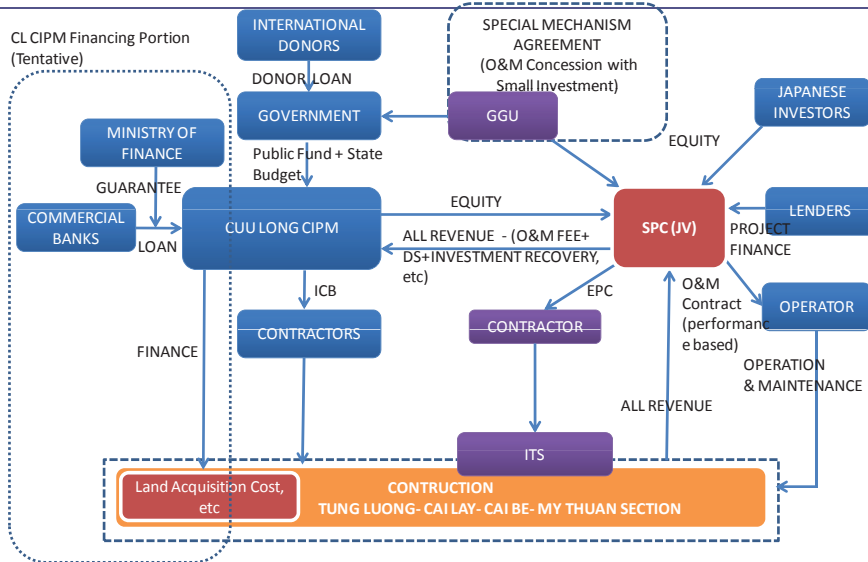 CL CIPM Financing Portion
(Tentative)
INTERNATIONAL
DONORS
DONOR LOAN
SPECIAL MECHANISM
AGREEMENT
(O&M Concession with
Small Investment)
GOVERNMENT
GGU
JAPANESE
INVESTORS
MINISTRY OF
FINANCE
EQUITY
Public Fund + State
Budget
GUARANTEE
COMMERCIAL
BANKS
LOAN
CUU LONG CIPM
EQUITY
SPC (JV)
LENDERS
PROJECT
FINANCE
ALL REVENUE - (O&M FEE+
DS+INVESTMENT RECOVERY,
etc)
ICB
EPC
O&M
Contract
(performanc
e based)
OPERATOR
CONTRACTORS
CONTRACTOR
FINANCE
OPERATION
& MAINTENANCE
ALL REVENUE
ITS
Land Acquisition Cost,
etc
CONTRUCTION
TUNG LUONG- CAI LAY- CAI BE- MY THUAN SECTION